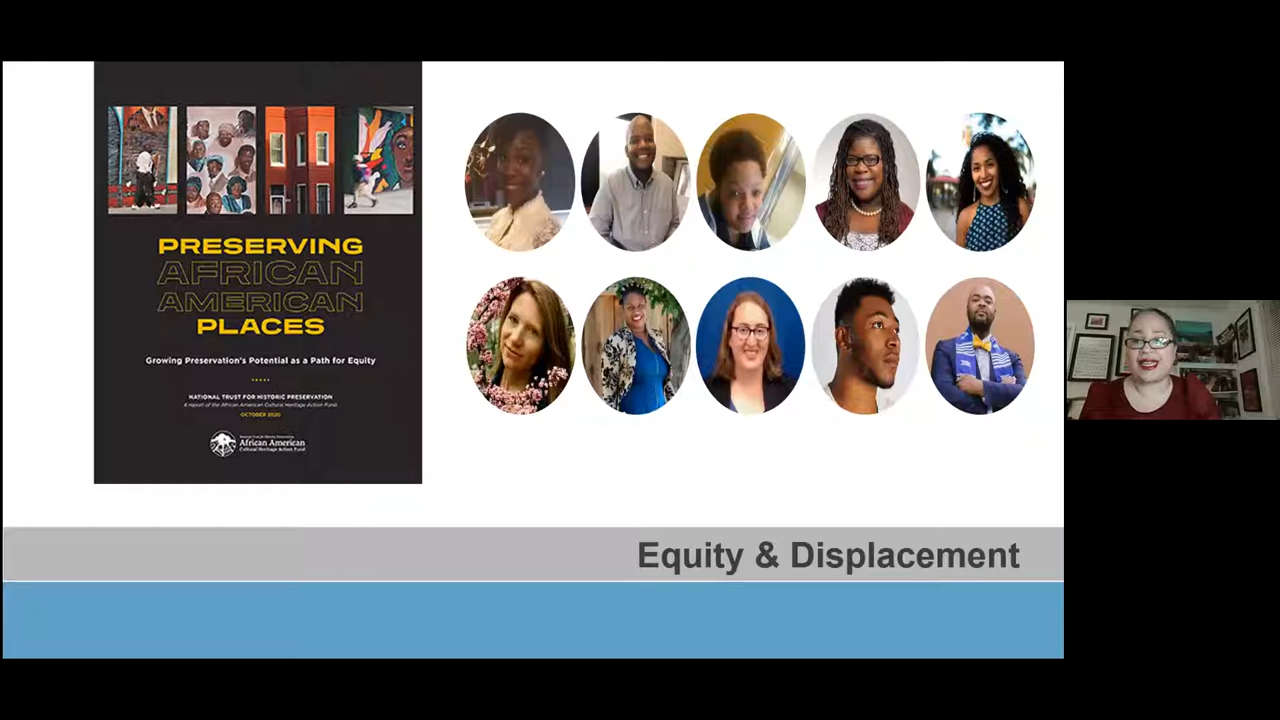 PRESERVING
AFRICAN
AMERICAN
PLACES
Growing Preservation's Potential as a Path for Equity
NATIONAL TRUST FOR HISTORIC PRESERVATION
A report of the African American Cultural Heritage Action Fund
OCTOBER 2020
African American
Cultural Heritage Action Fund
Equity & Displacement